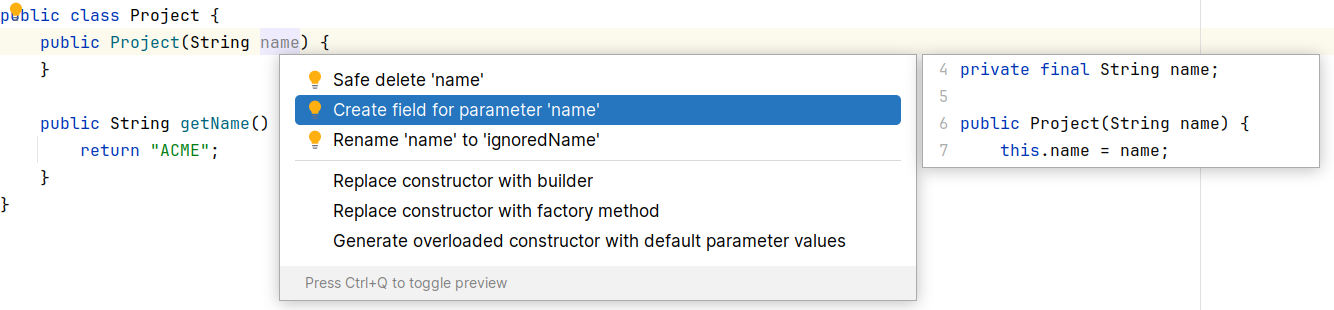 public class Project {
    public Project(String name) {
    }
    public String getName()
        return "ACME";
    }
}
Safe delete 'name'
Create field for parameter 'name'
Rename 'name' to 'ignoredName'
Replace constructor with builder
Replace constructor with factory method
Generate overloaded constructor with default parameter values
Press Ctrl+Q to toggle preview
4 private final String name;
5
6 public Project(String name) {
7     this.name = name;